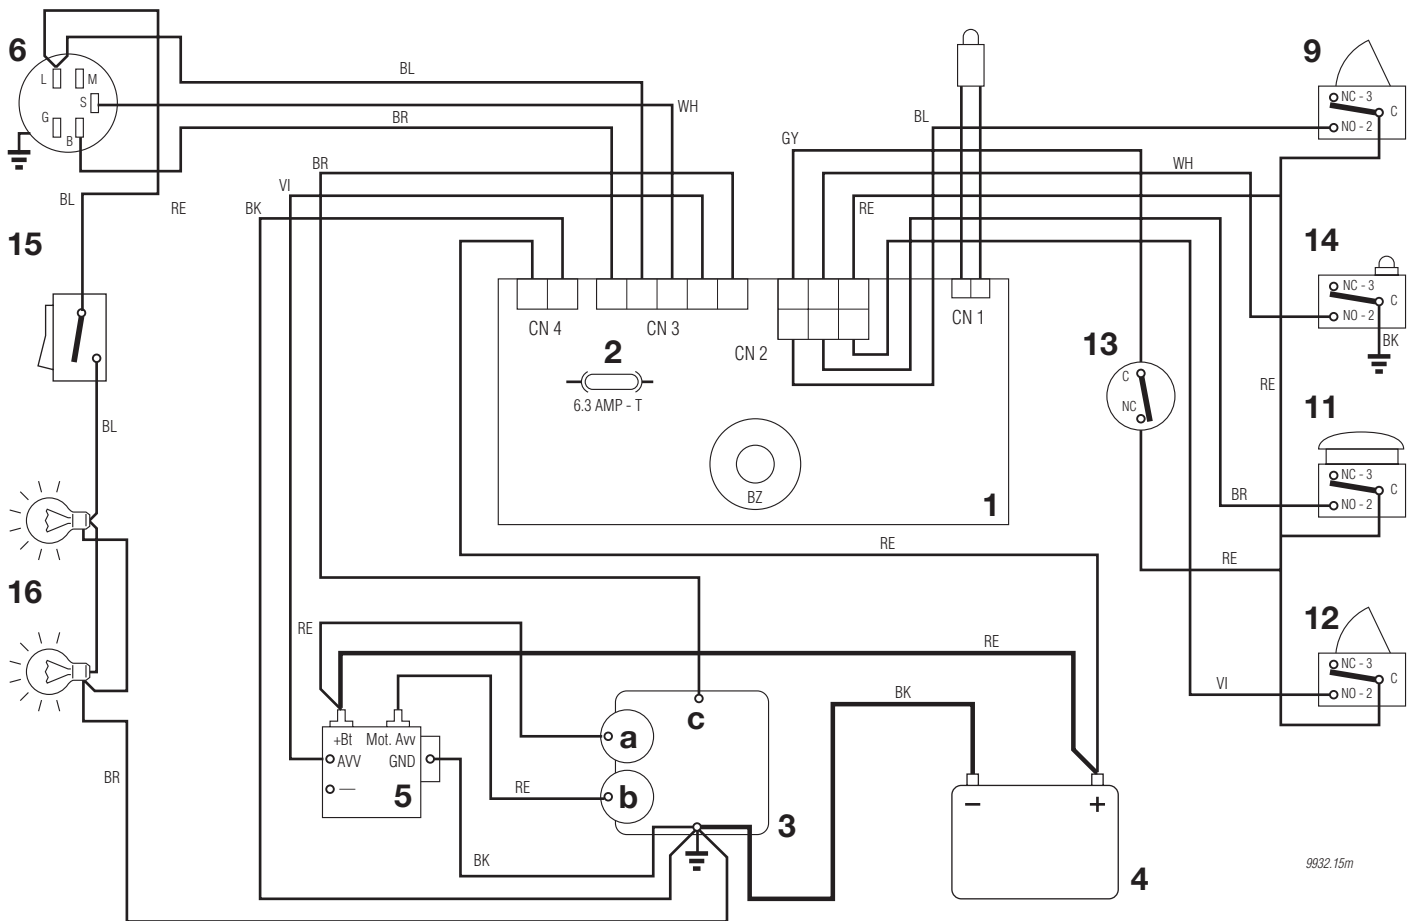 6
9
L
M
BL
NC - 3
S
WH
C
G
BR
BL
NO - 2
B
GY
BR
WH
VI
BL
RE
BK
RE
15
14
NC - 3
C
CN 4
CN 3
CN 1
NO - 2
BK
CN 2
13
2
C
RE
6.3 AMP - T
NC
11
BL
NC - 3
C
BZ
BR
NO - 2
1
RE
RE
16
12
RE
RE
NC - 3
C
VI
NO - 2
BK
c
+Bt
Mot. Avv
a
AVV
GND
BR
RE
5
b
—
−
+
3
BK
9932.15m
4